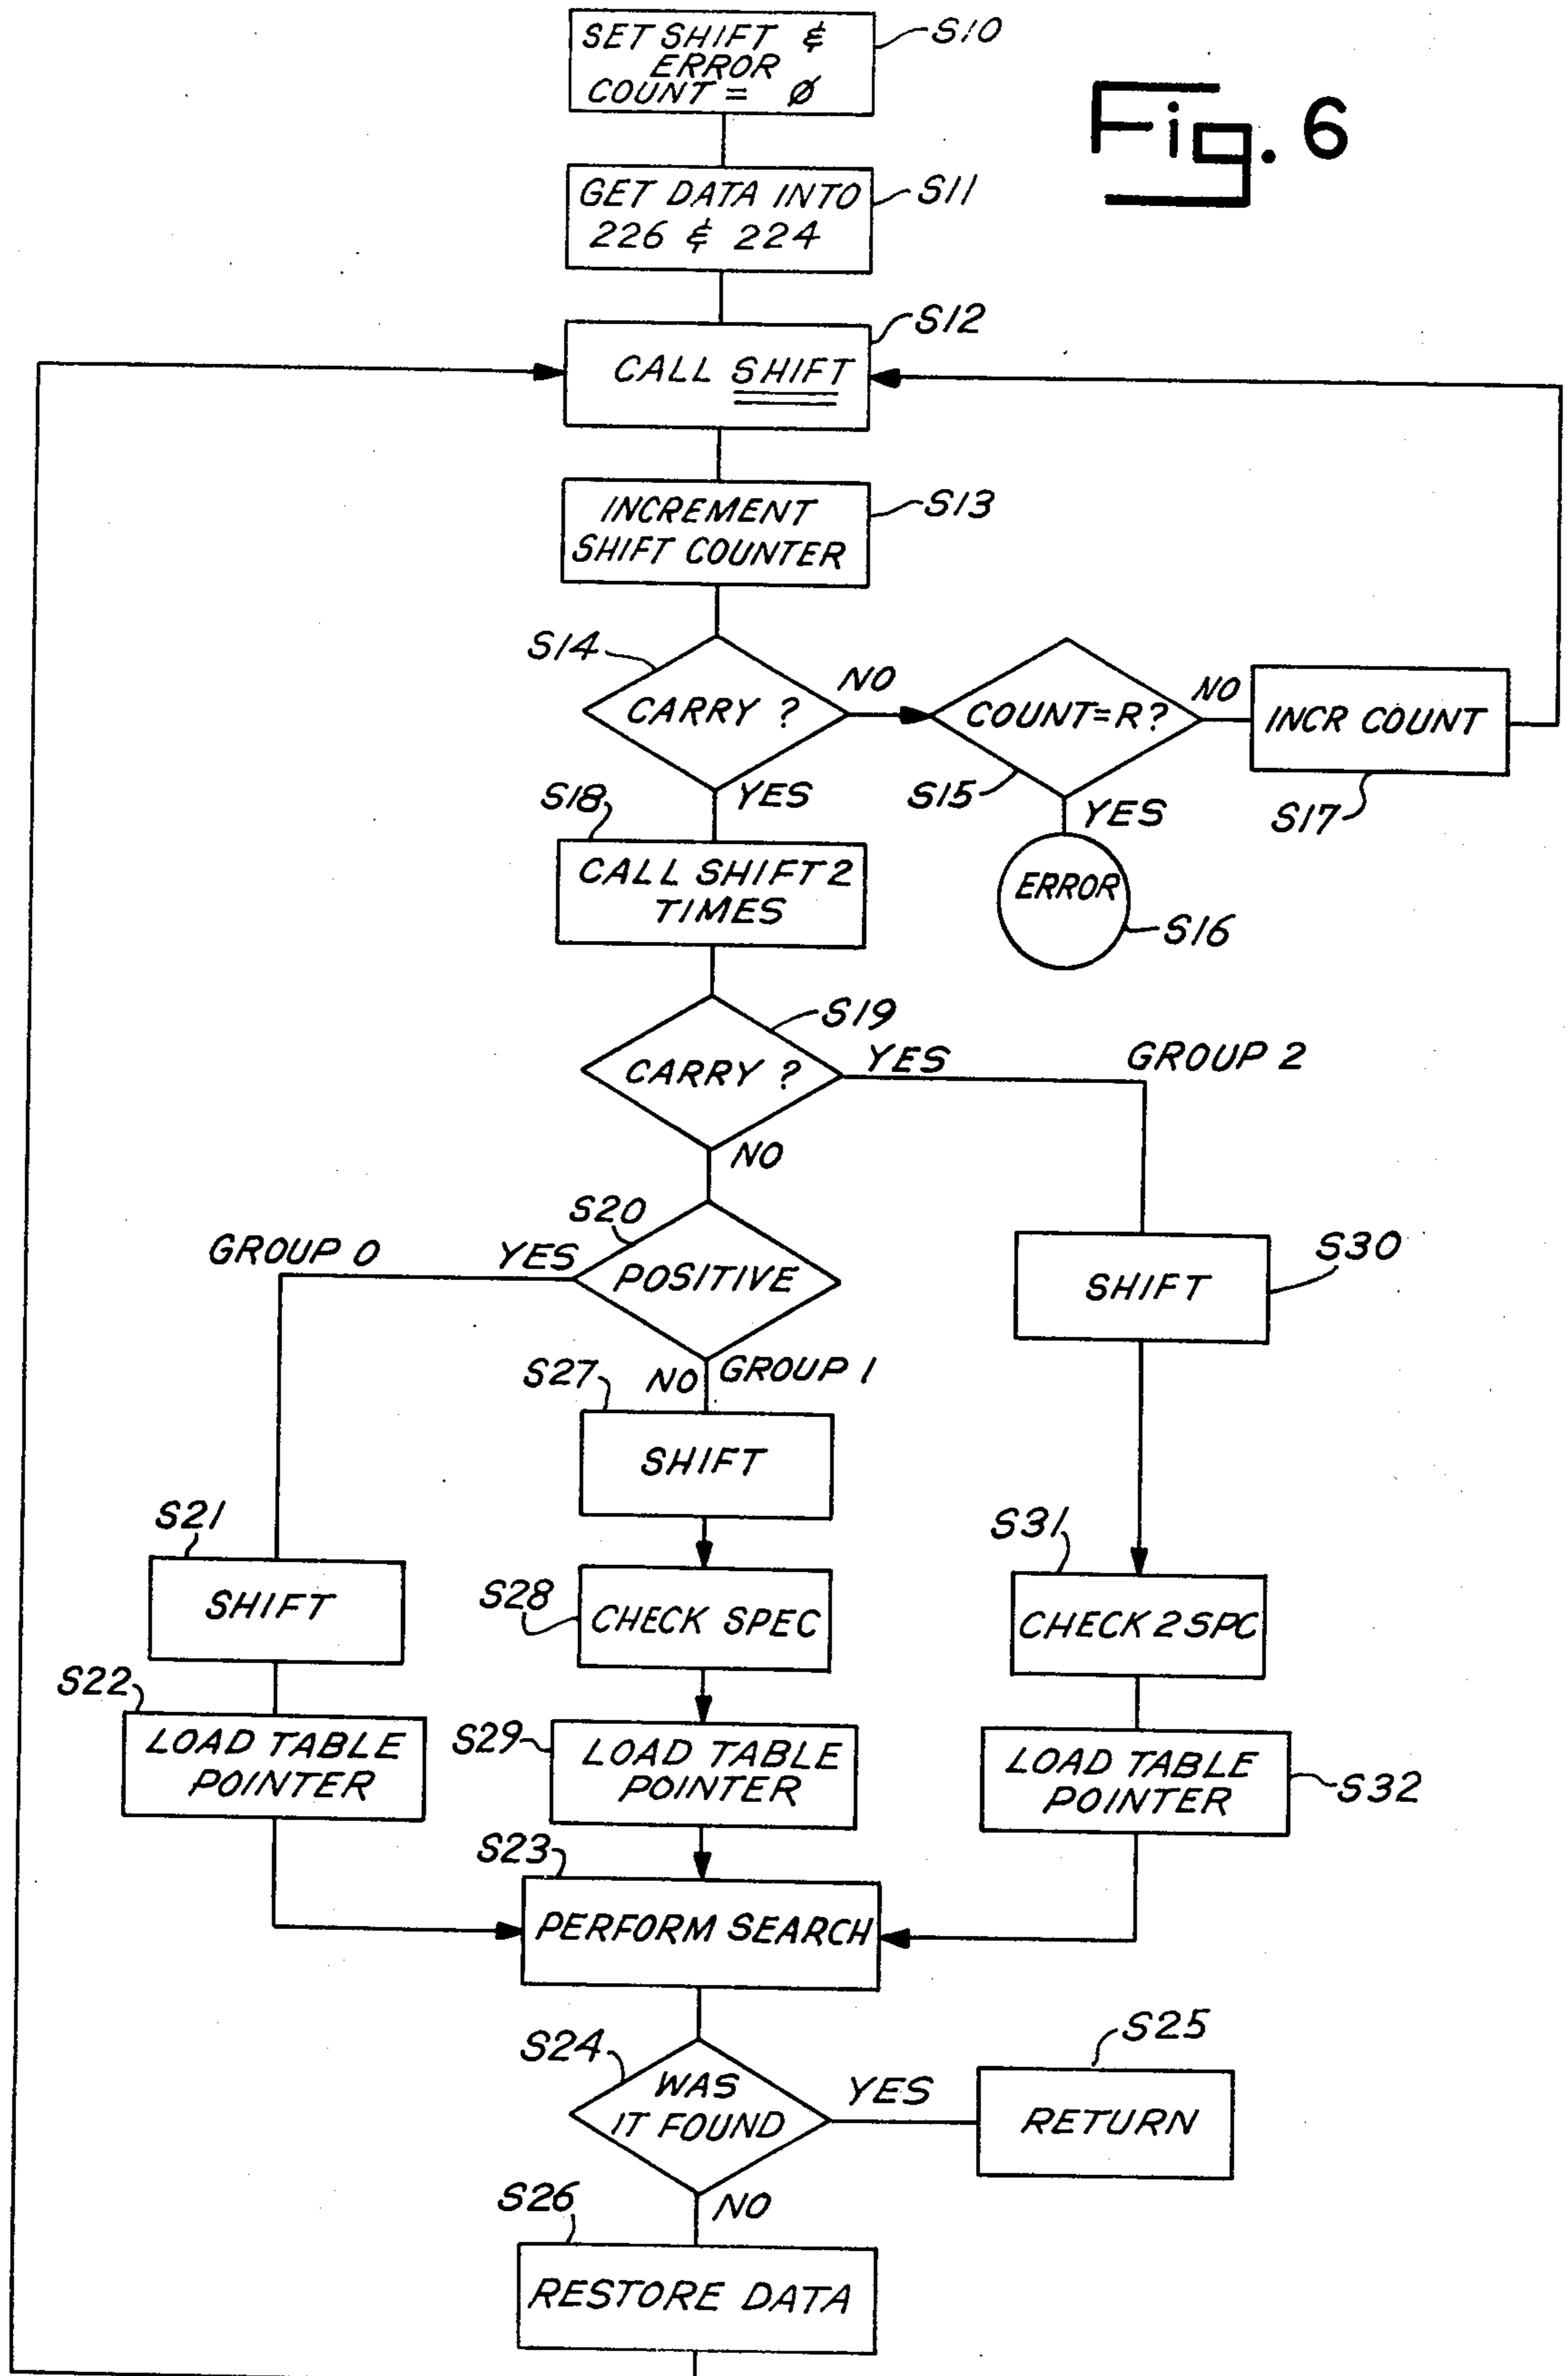 SET SHIFT &
ERROR
COUNT = Ø
S10
Fig. 6
GET DATA INTO
226 & 224
S11
S12
CALL SHIFT
INCREMENT
SHIFT COUNTER
S13
S14
CARRY ?
NO
COUNT=R?
NO
INCR COUNT
S18
YES
S15
YES
S17
CALL SHIFT 2
TIMES
ERROR
S16
S19
CARRY ?
YES
GROUP 2
NO
S20
GROUP 0
YES
POSITIVE
S30
SHIFT
S27
NO
GROUP 1
SHIFT
S21
SHIFT
S28
CHECK SPEC
S31
CHECK 2 SPC
S22
LOAD TABLE
POINTER
S29
LOAD TABLE
POINTER
LOAD TABLE
POINTER
S32
S23
PERFORM SEARCH
S24
WAS
IT FOUND
YES
S25
RETURN
S26
NO
RESTORE DATA